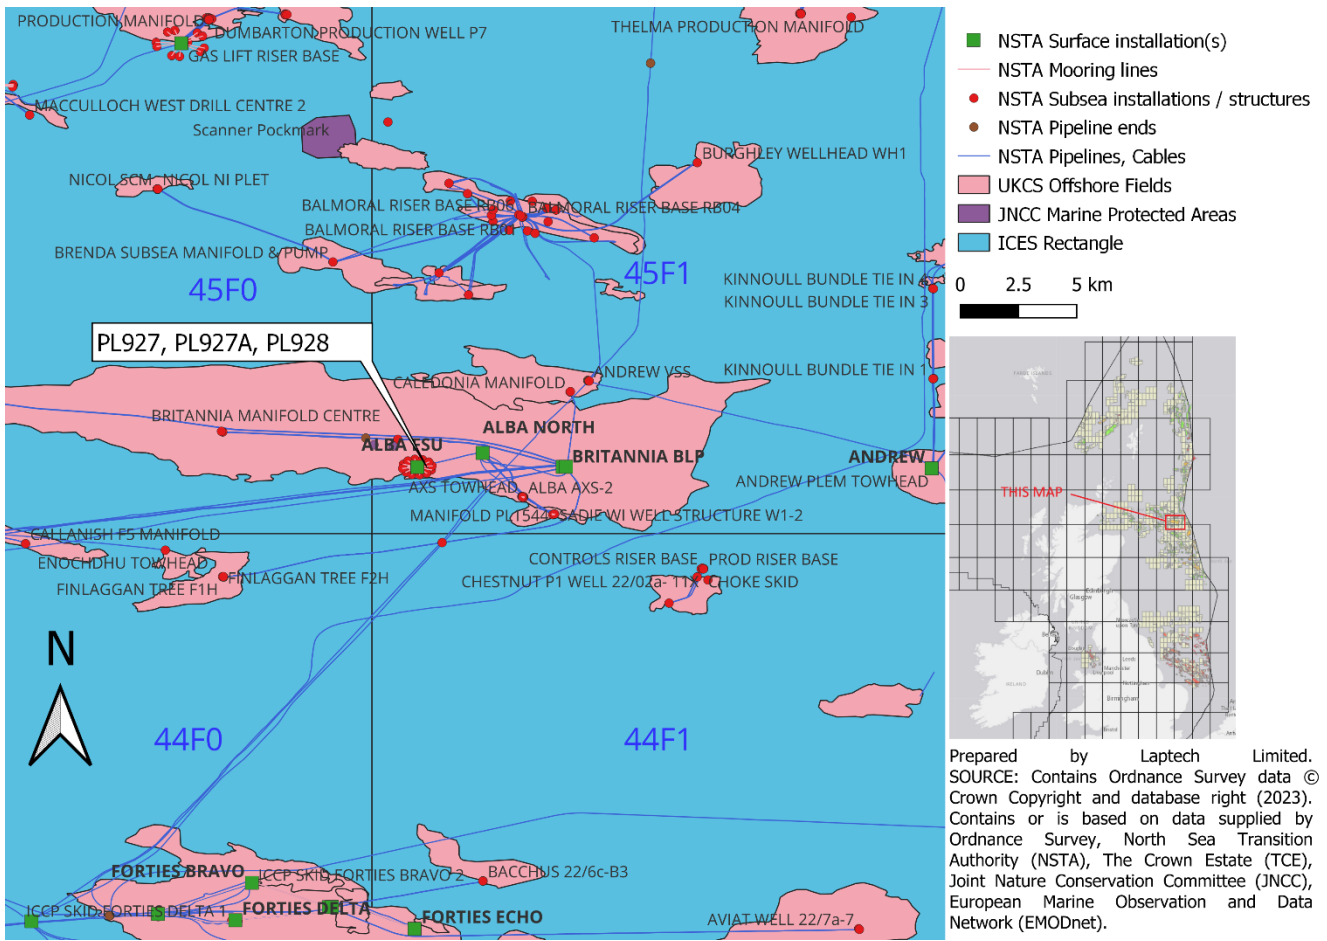 PRODUCTION MANIFOLD
DUMBARTON PRODUCTION WELL P7
GAS LIFT RISER BASE
THELMA PRODUCTION MANIFOLD
MACCULLOCH WEST DRILL CENTRE 2
Scanner Pockmark
BURGHLEY WELLHEAD WH1
NICOL SCM NICOL NI PLET
BALMORAL RISER BASE RB06
BALMORAL RISER BASE RB04
BALMORAL RISER BASE RB01
BRENDA SUBSEA MANIFOLD & PUMP
45F0
45F1
KINNOULL BUNDLE TIE IN 4
KINNOULL BUNDLE TIE IN 3
PL927, PL927A, PL928
KINNOULL BUNDLE TIE IN 1
ANDREW VSS
CALEDONIA MANIFOLD
BRITANNIA MANIFOLD CENTRE
ALBA NORTH
ALBA FSU
BRITANNIA BLP
ANDREW
ANDREW PLEM TOWHEAD
AXS TOWHEAD
ALBA AXS-2
MANIFOLD PL1544
SADIE WI WELL STRUCTURE W1-2
CALLANISH F5 MANIFOLD
ENOCHDHU TOWHEAD
FINLAGGAN TREE F2H
FINLAGGAN TREE F1H
CONTROLS RISER BASE
PROD RISER BASE
CHESTNUT P1 WELL 22/02a- 11X
CHOKE SKID
N
44F0
44F1
FORTIES BRAVO
ICCP SKID FORTIES BRAVO 2
BACCHUS 22/6c-B3
ICCP SKID FORTIES DELTA 1
FORTIES DELTA
FORTIES ECHO
AVIAT WELL 22/7a-7
NSTA Surface installation(s)
NSTA Mooring lines
NSTA Subsea installations / structures
NSTA Pipeline ends
NSTA Pipelines, Cables
UKCS Offshore Fields
JNCC Marine Protected Areas
ICES Rectangle
0 2.5 5 km
THIS MAP
Edinburgh
Glasgow
Dublin
Birmingham
Prepared by Laptech Limited.
SOURCE: Contains Ordnance Survey data ©
Crown Copyright and database right (2023).
Contains or is based on data supplied by
Ordnance Survey, North Sea Transition
Authority (NSTA), The Crown Estate (TCE),
Joint Nature Conservation Committee (JNCC),
European Marine Observation and Data
Network (EMODnet).